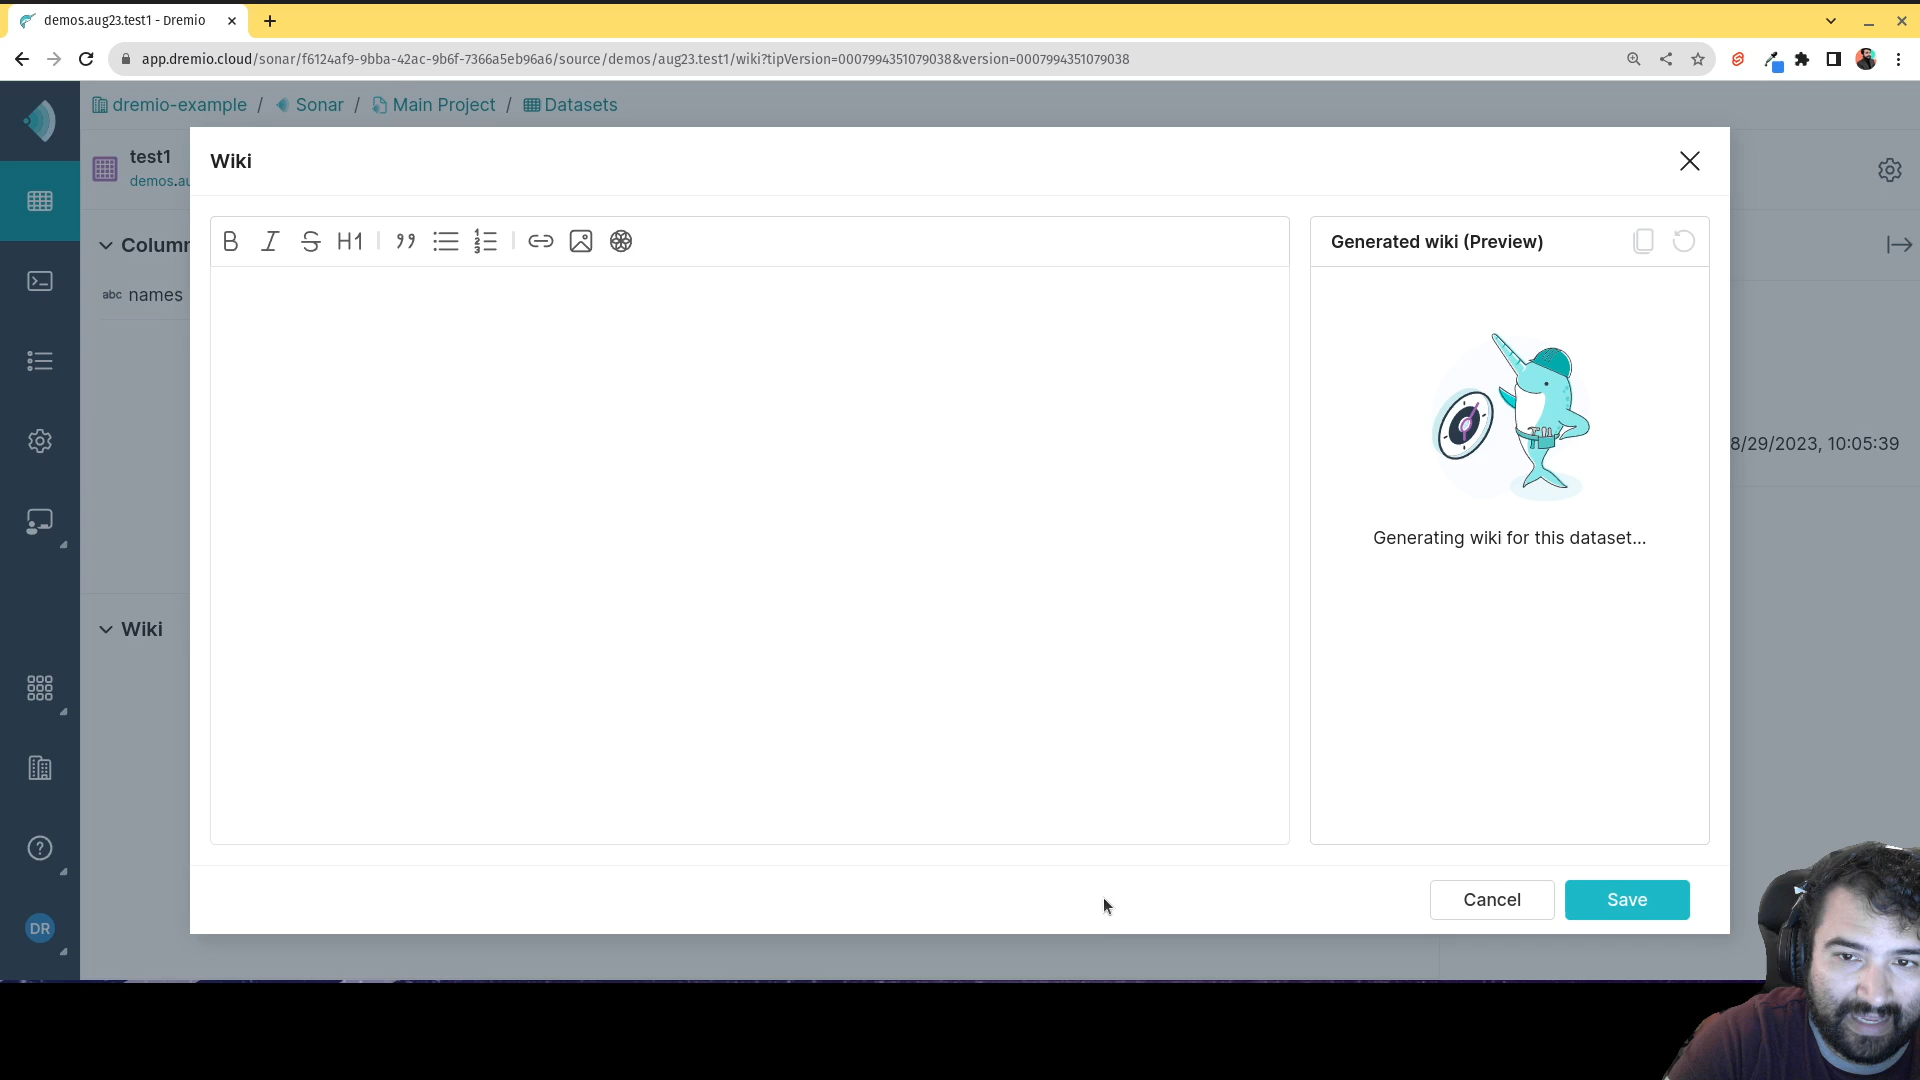 demos.aug23.test1 - Dremio
app.dremio.cloud/sonar/f6124af9-9bba-42ac-9b6f-7366a5eb96a6/source/demos/aug23.test1/wiki?tipVersion=0007994351079038&version=0007994351079038
dremio-example / Sonar / Main Project / Datasets
test1
demos.au
Wiki
H1
Generated wiki (Preview)
Column
abc names
8/29/2023, 10:05:39
Generating wiki for this dataset...
Wiki
Cancel
Save
DR